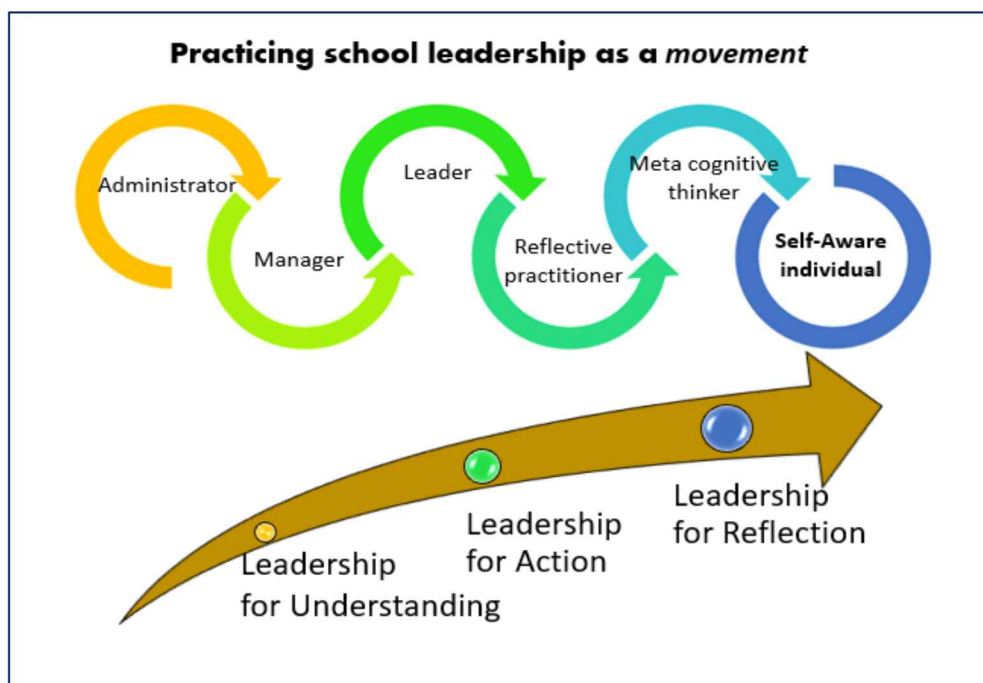 Practicing school leadership as a movement
Administrator
Manager
Leader
Reflective
practitioner
Meta cognitive
thinker
Self-Aware
individual
Leadership
for Understanding
Leadership
for Action
Leadership
for Reflection